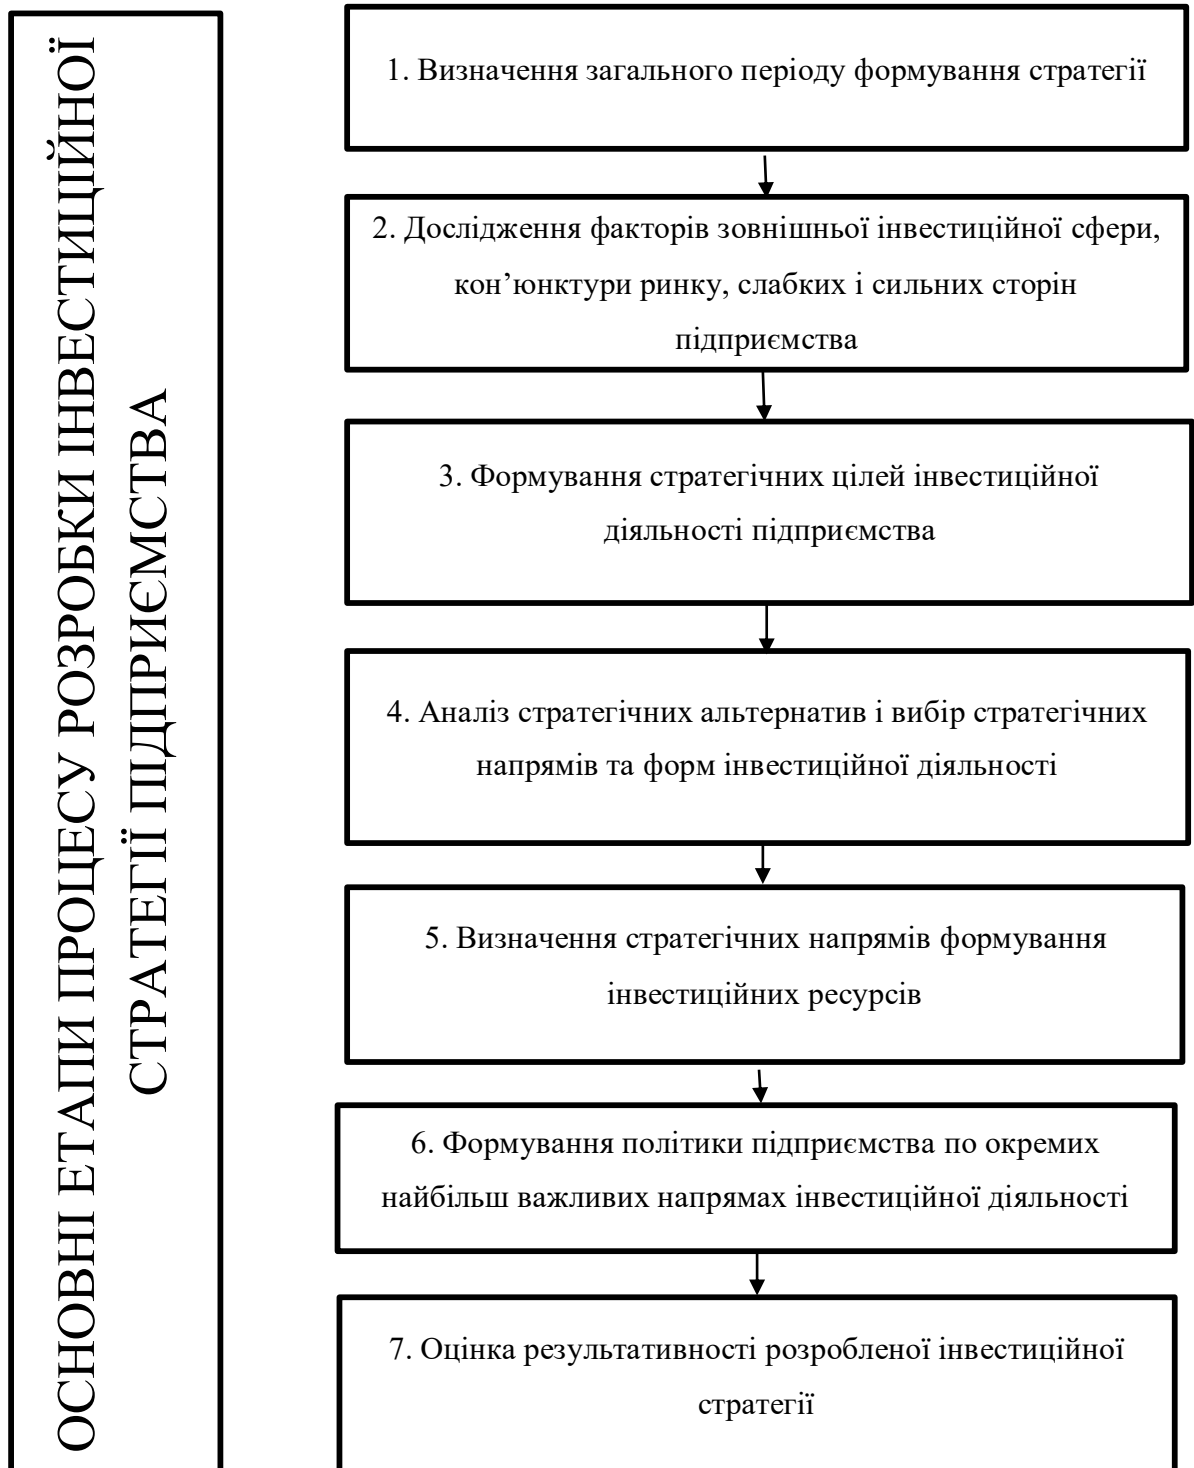 ОСНОВНІ ЕТАПИ ПРОЦЕСУ РОЗРОБКИ ІНВЕСТИЦІЙНОЇ
СТРАТЕГІЇ ПІДПРИЄМСТВА
1. Визначення загального періоду формування стратегії
2. Дослідження факторів зовнішньої інвестиційної сфери,
кон’юнктури ринку, слабких і сильних сторін
підприємства
3. Формування стратегічних цілей інвестиційної
діяльності підприємства
4. Аналіз стратегічних альтернатив і вибір стратегічних
напрямів та форм інвестиційної діяльності
5. Визначення стратегічних напрямів формування
інвестиційних ресурсів
6. Формування політики підприємства по окремих
найбільш важливих напрямах інвестиційної діяльності
7. Оцінка результативності розробленої інвестиційної
стратегії